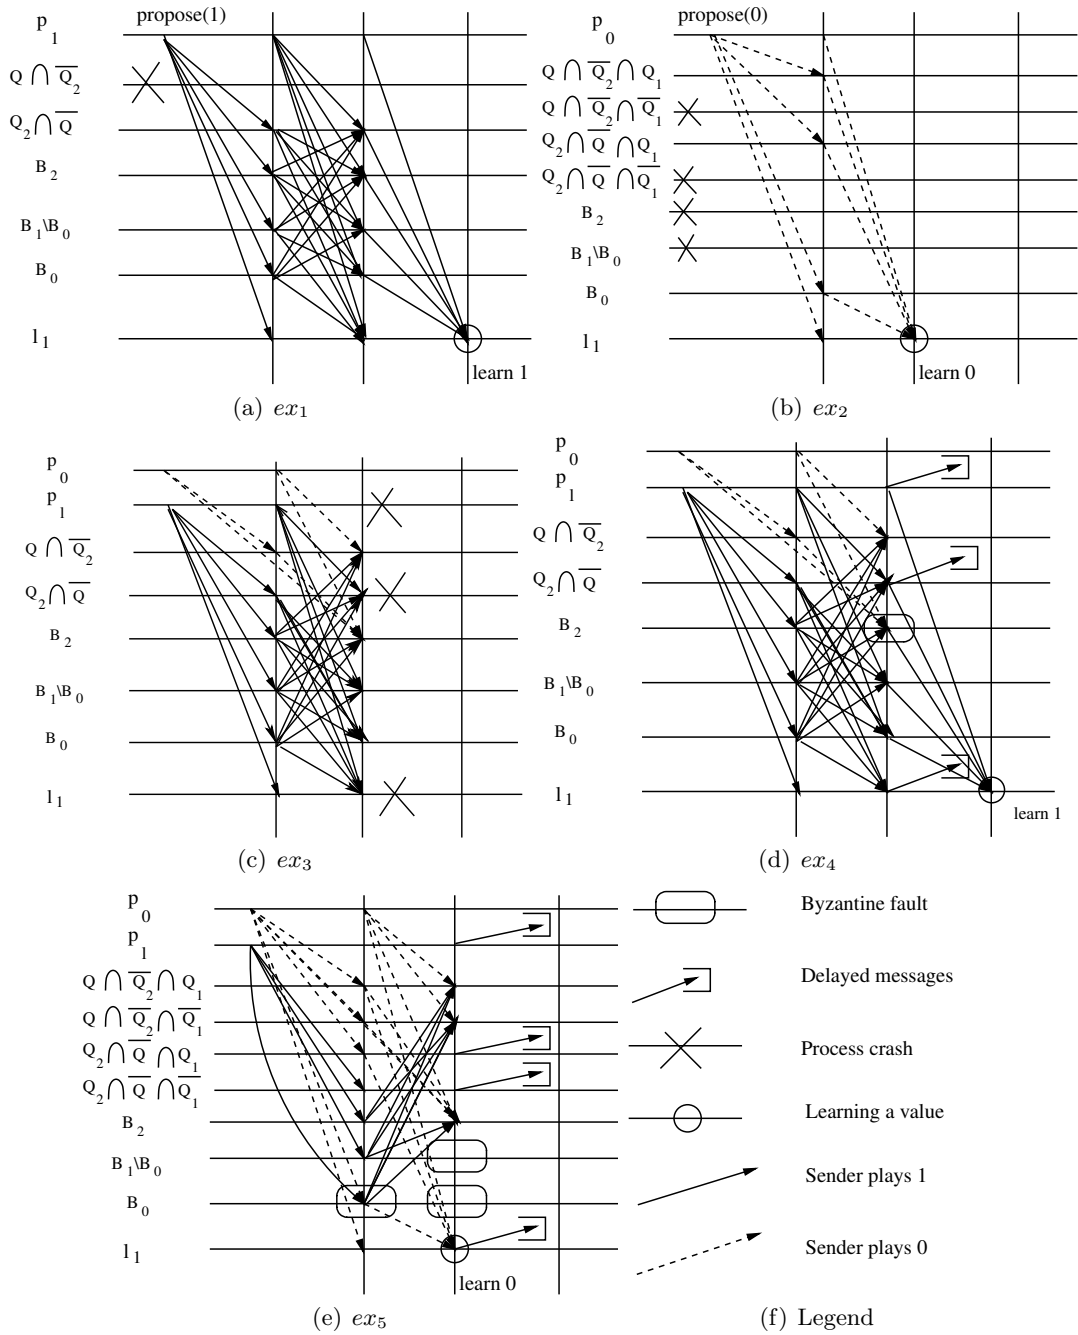 propose(1)
p₁
Q ∩ Q̅₂
Q₂ ∩ Q̅
B₂
B₁\B₀
B₀
l₁
learn 1
(a) ex₁
propose(0)
p₀
Q ∩ Q̅₂ ∩ Q₁
Q ∩ Q̅₂ ∩ Q̅₁
Q₂ ∩ Q̅ ∩ Q₁
Q₂ ∩ Q̅ ∩ Q̅₁
B₂
B₁\B₀
B₀
l₁
learn 0
(b) ex₂
p₀
p₁
Q ∩ Q̅₂
Q₂ ∩ Q̅
B₂
B₁\B₀
B₀
l₁
(c) ex₃
p₀
p₁
Q ∩ Q̅₂
Q₂ ∩ Q̅
B₂
B₁\B₀
B₀
l₁
learn 1
(d) ex₄
p₀
p₁
Q ∩ Q̅₂ ∩ Q₁
Q ∩ Q̅₂ ∩ Q̅₁
Q₂ ∩ Q̅ ∩ Q₁
Q₂ ∩ Q̅ ∩ Q̅₁
B₂
B₁\B₀
B₀
l₁
learn 0
(e) ex₅
Byzantine fault
Delayed messages
Process crash
Learning a value
Sender plays 1
Sender plays 0
(f) Legend